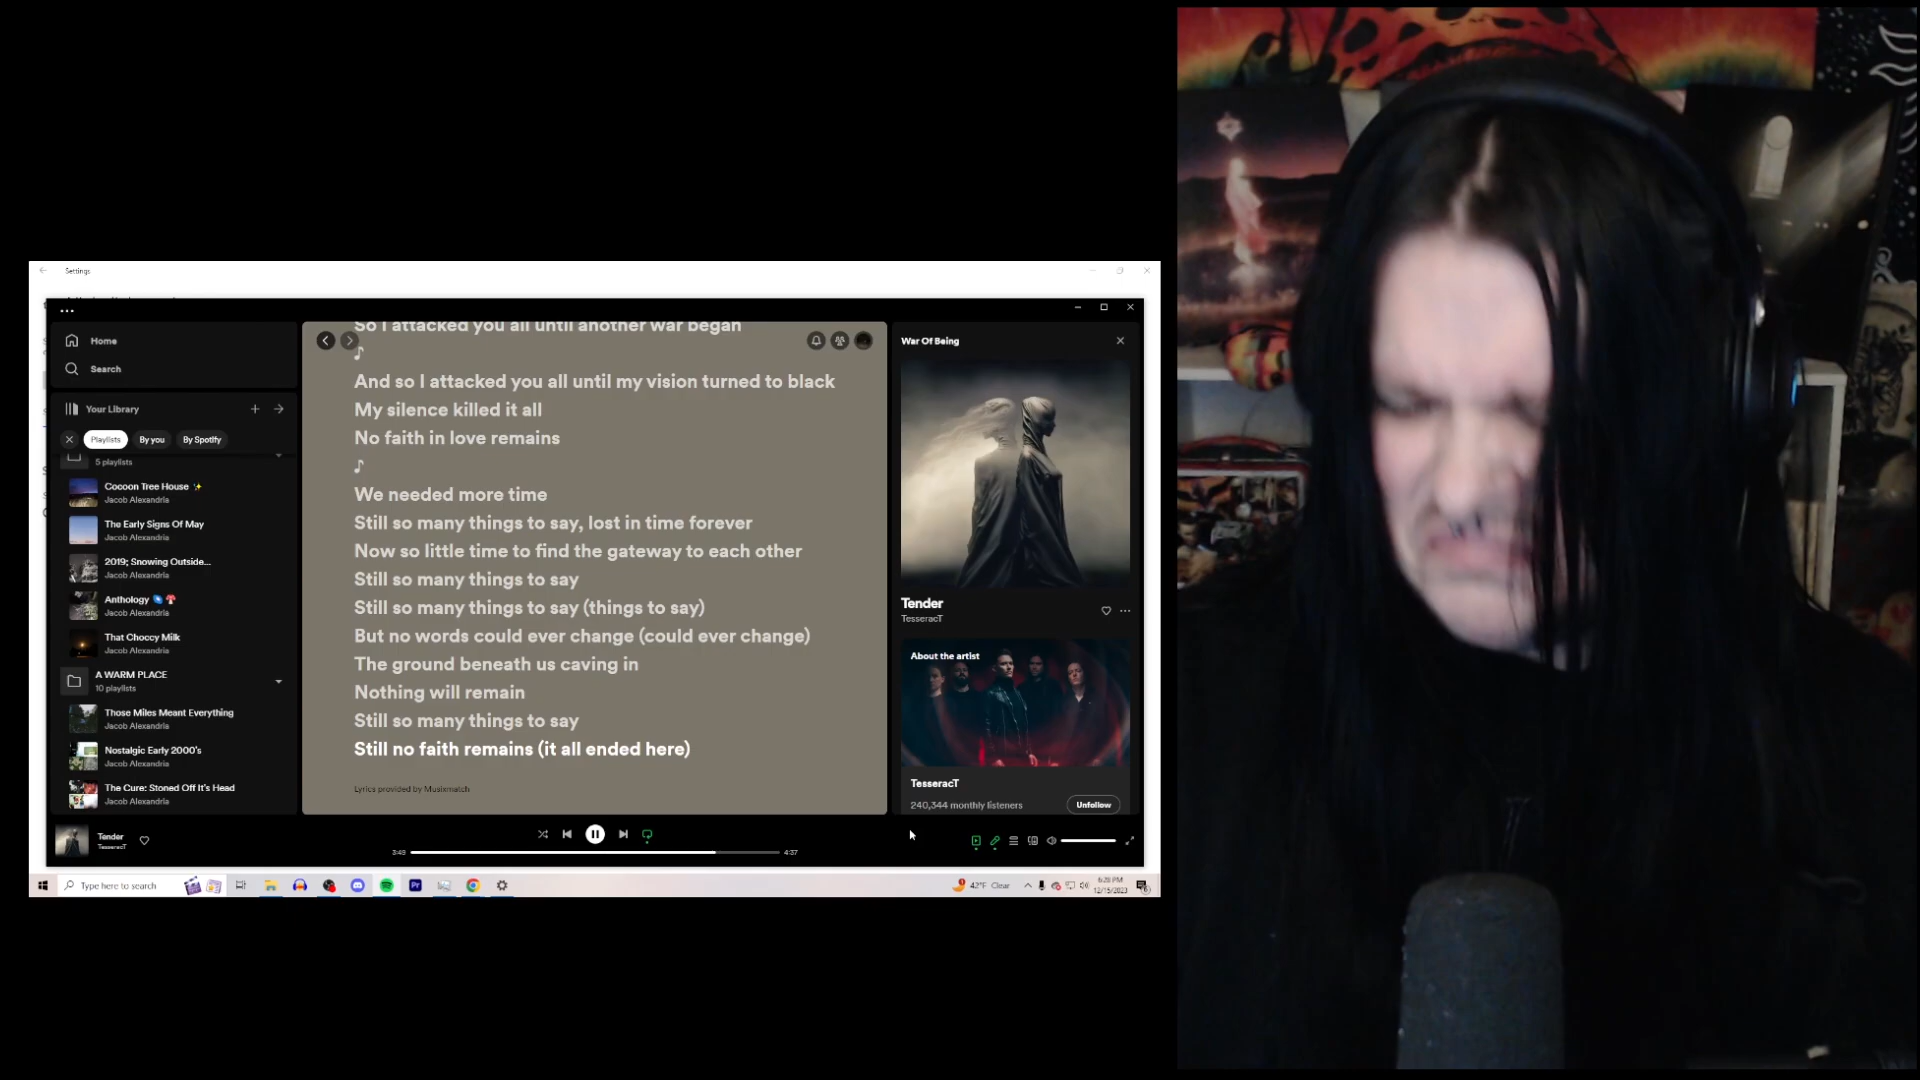 Settings
Home
Search
Your Library
Playlists
By you
By Spotify
5 playlists
Cocoon Tree House
Jacob Alexandria
The Early Signs Of May
Jacob Alexandria
2019; Snowing Outside...
Jacob Alexandria
Anthology
Jacob Alexandria
That Choccy Milk
Jacob Alexandria
A WARM PLACE
10 playlists
Those Miles Meant Everything
Jacob Alexandria
Nostalgic Early 2000's
Jacob Alexandria
The Cure: Stoned Off It's Head
Jacob Alexandria
So I attacked you all until another war began
And so I attacked you all until my vision turned to black
My silence killed it all
No faith in love remains
We needed more time
Still so many things to say, lost in time forever
Now so little time to find the gateway to each other
Still so many things to say
Still so many things to say (things to say)
But no words could ever change (could ever change)
The ground beneath us caving in
Nothing will remain
Still so many things to say
Still no faith remains (it all ended here)
Lyrics provided by Musixmatch
War Of Being
Tender
TesseracT
About the artist
TesseracT
240,344 monthly listeners
Unfollow
Tender
TesseracT
3:49
4:37
Type here to search
Pr
42°F Clear
6:28 PM
12/15/2023